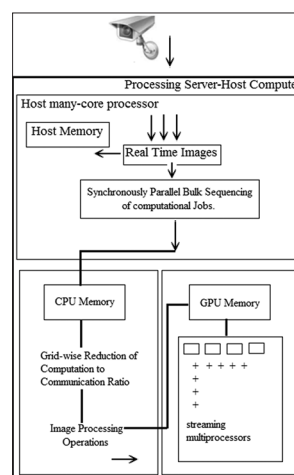 Processing Server-Host Compute
Host many-core processor
Host Memory
Real Time Images
Synchronously Parallel Bulk Sequencing
of computational Jobs.
CPU Memory
GPU Memory
Grid-wise Reduction of
Computation to
Communication Ratio
+ + + + +
+
+
+
Image Processing
Operations
streaming
multiprocessors